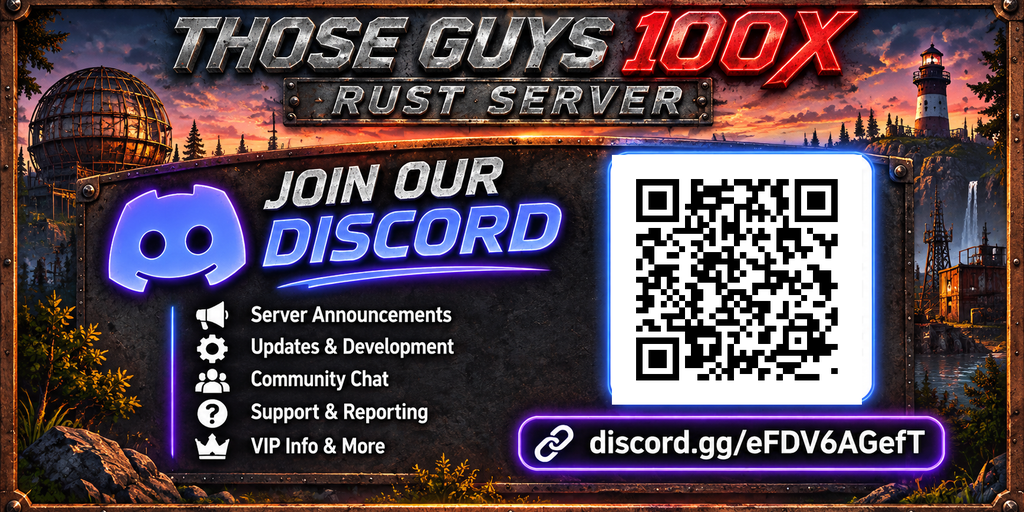 THOSE GUYS 100X
RUST SERVER
JOIN OUR
DISCORD
Server Announcements
Updates & Development
Community Chat
Support & Reporting
VIP Info & More
discord.gg/eFDV6AGefT